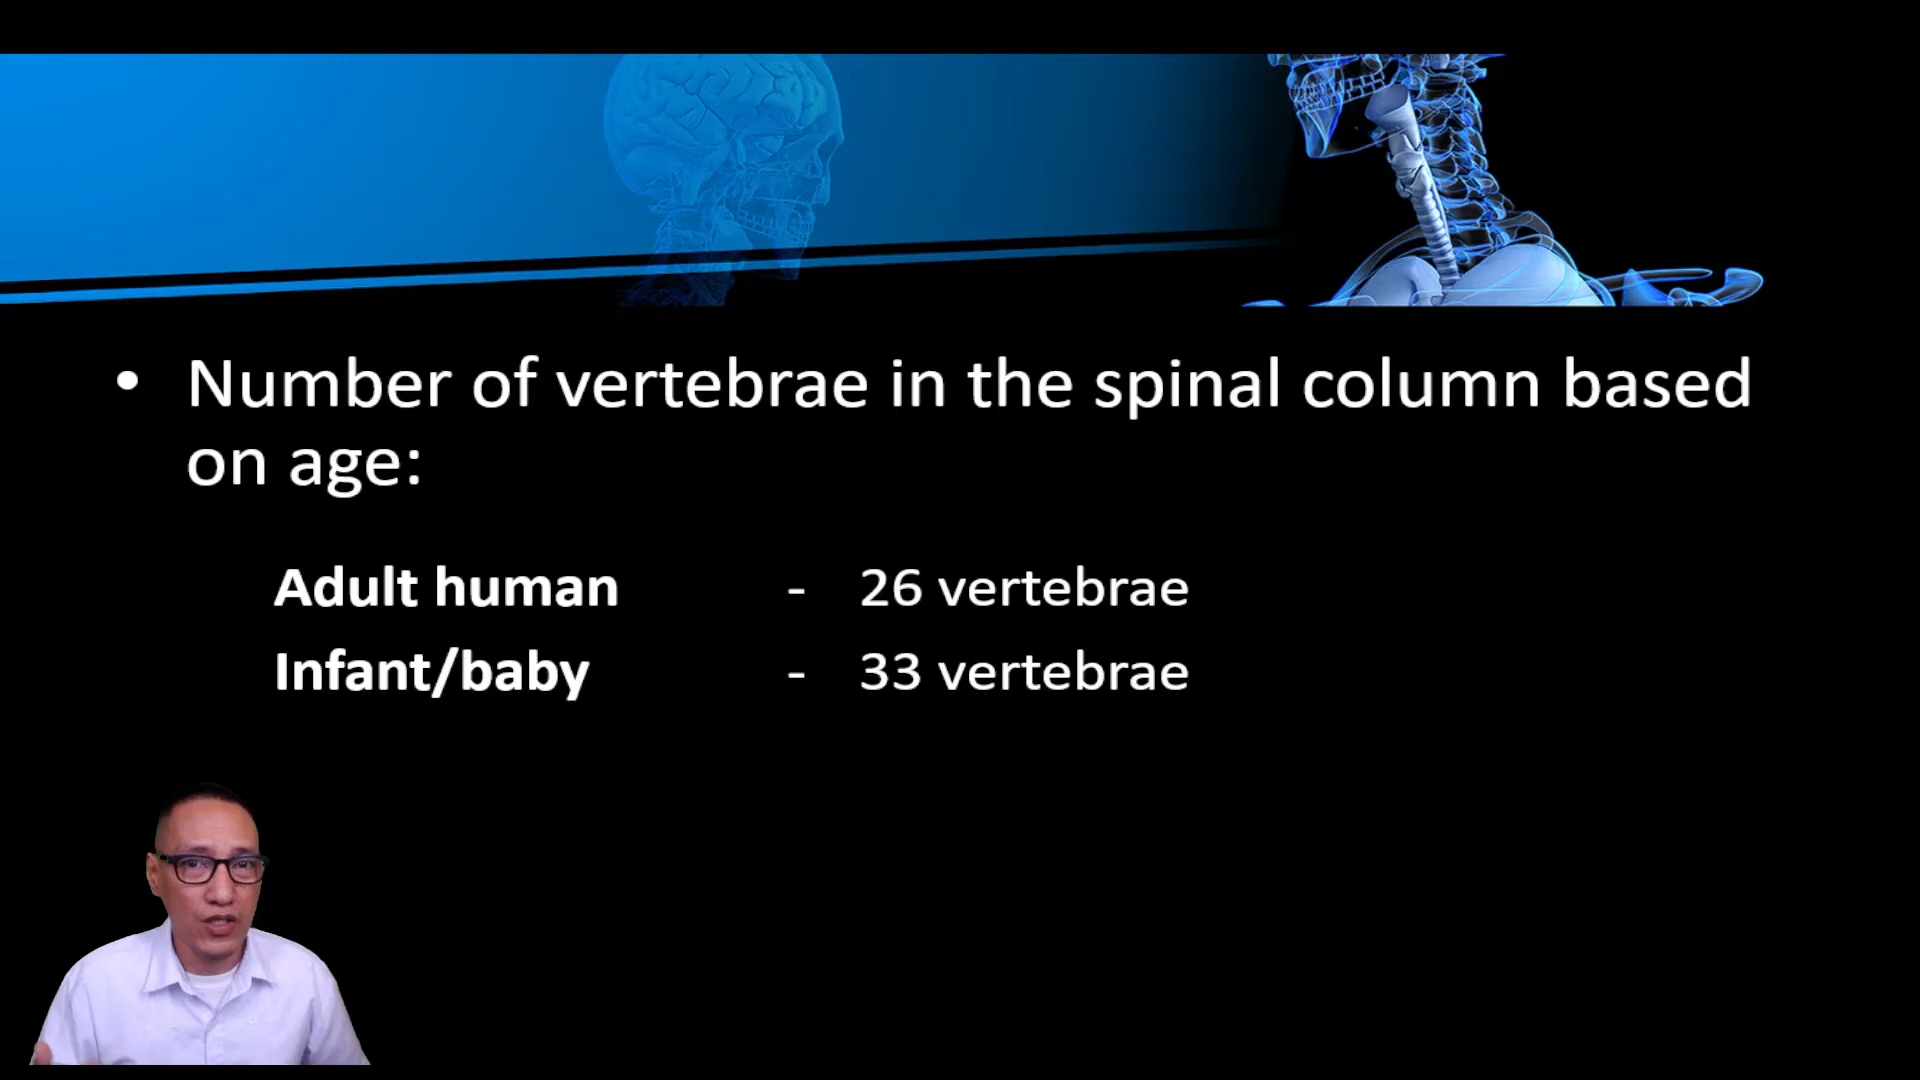 • Number of vertebrae in the spinal column based
on age:
Adult human - 26 vertebrae
Infant/baby - 33 vertebrae